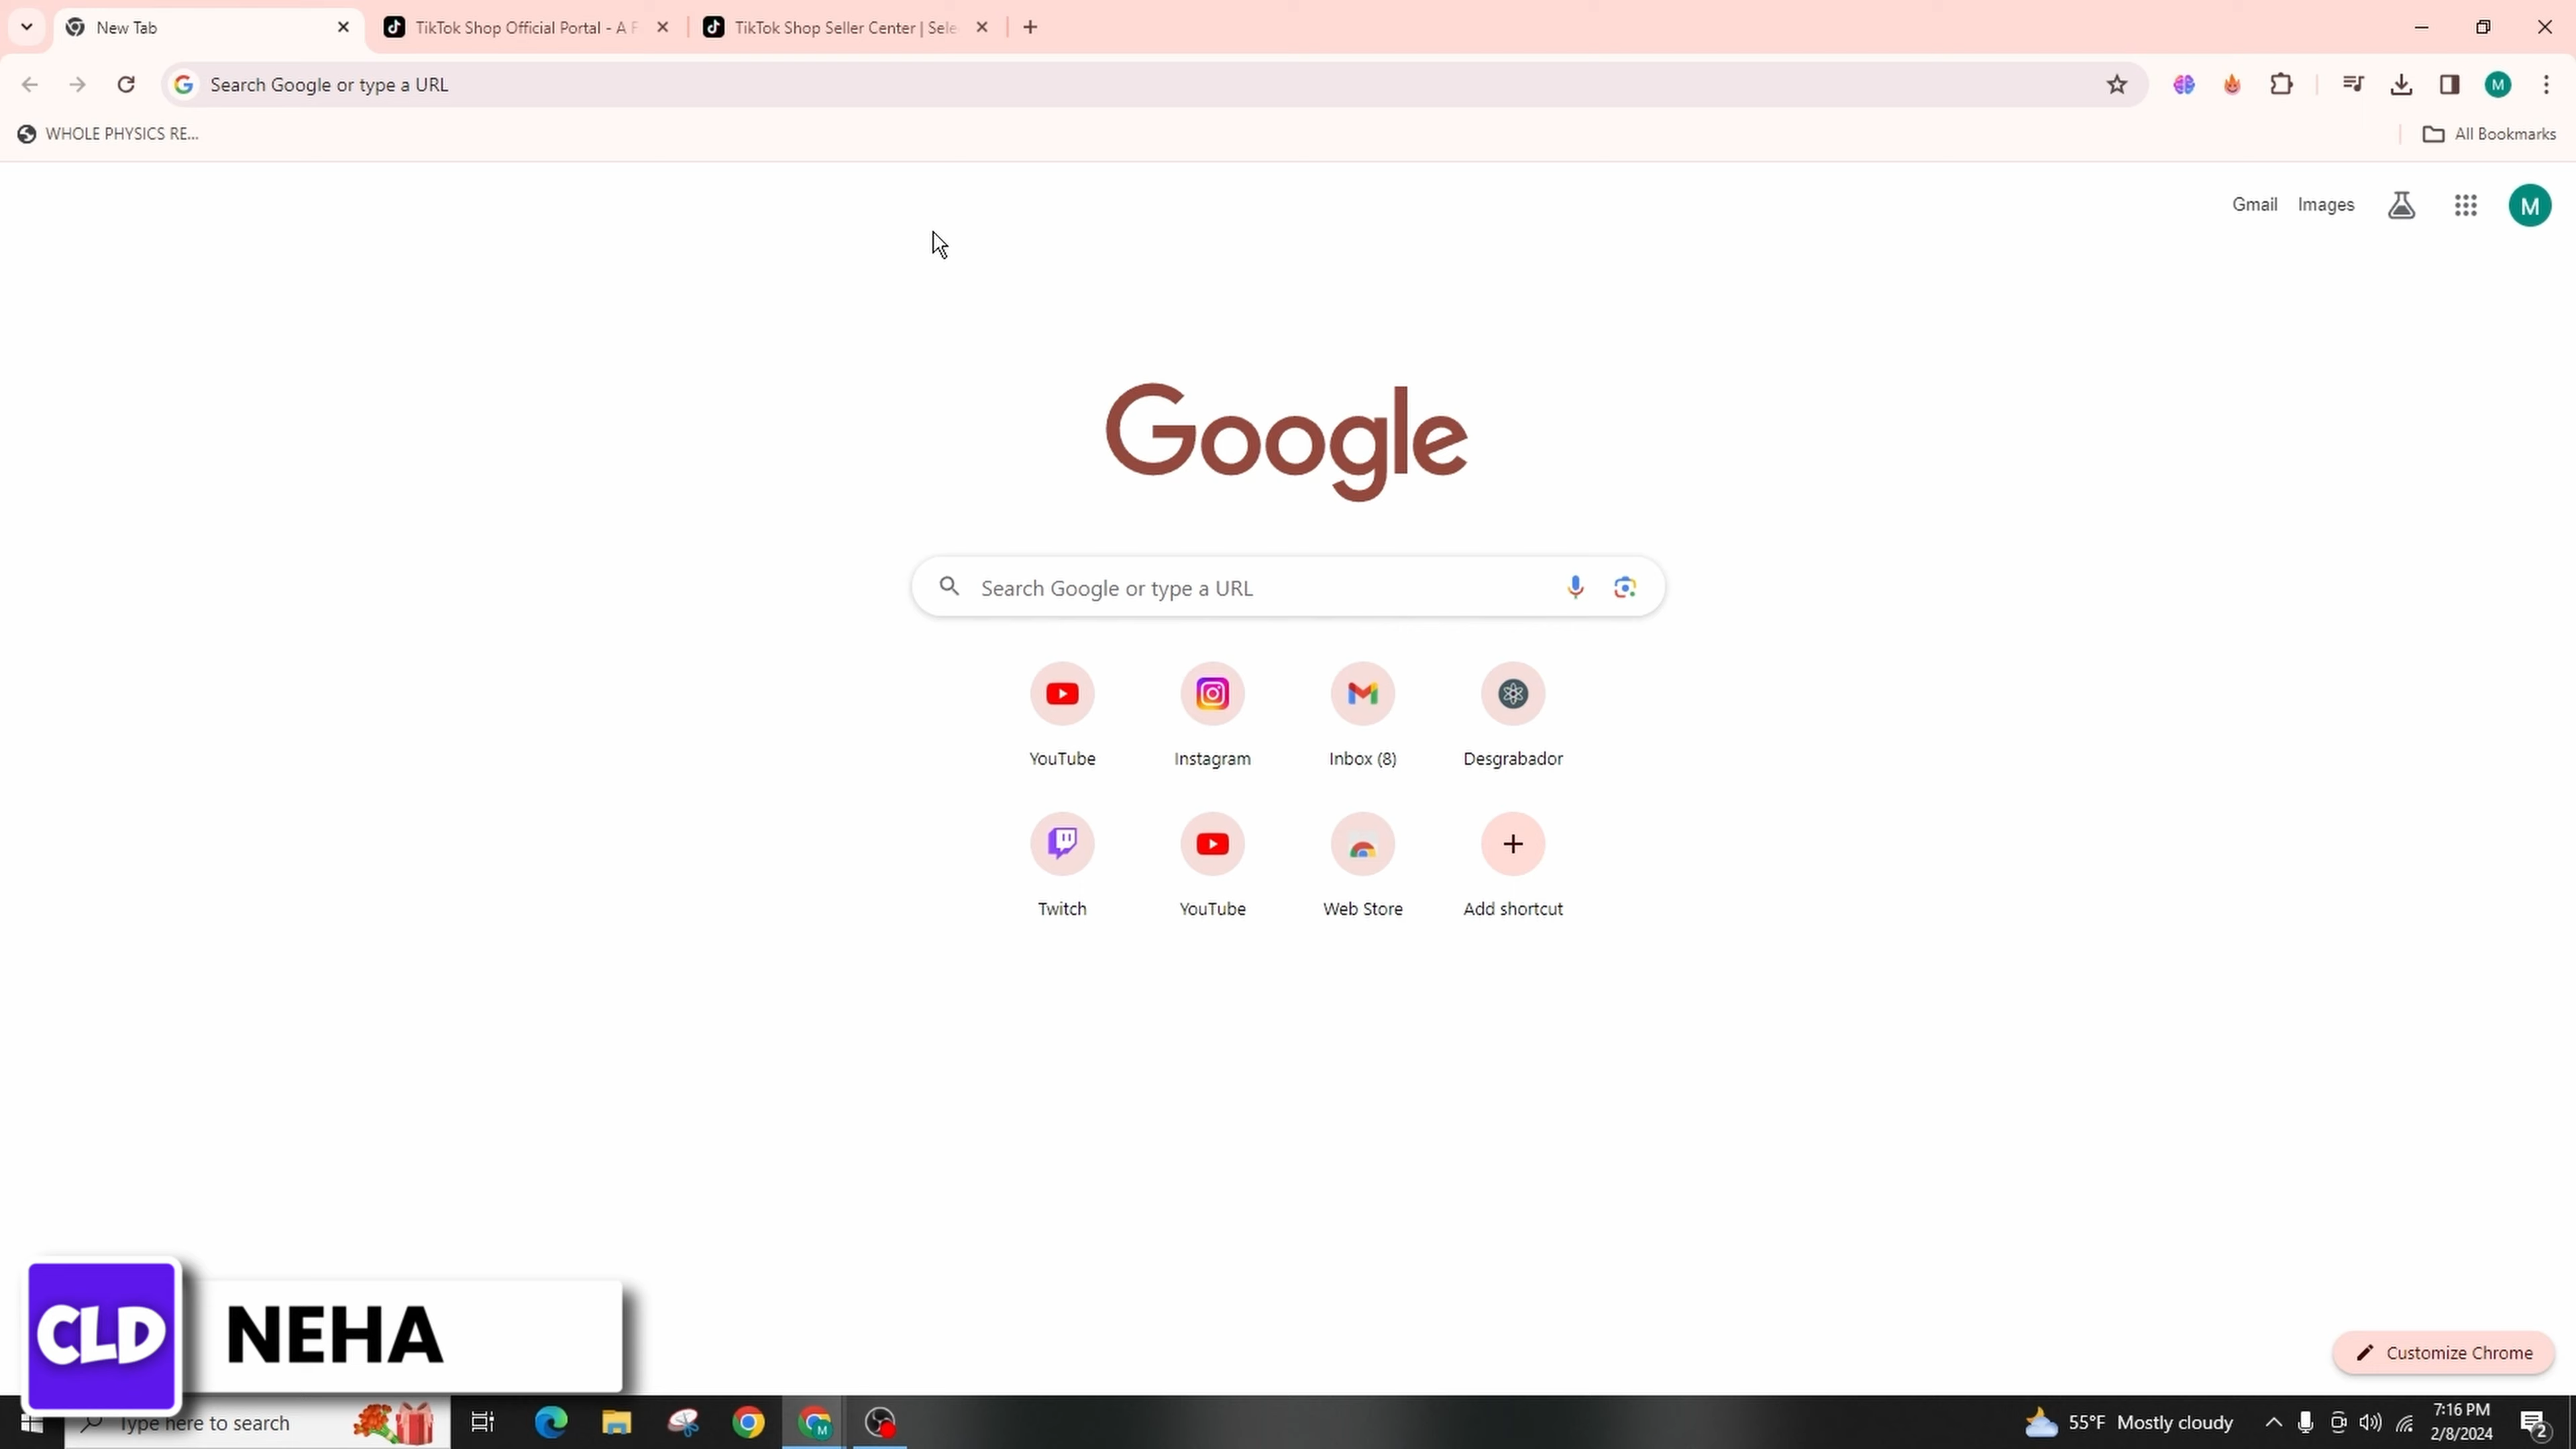 New Tab
TikTok Shop Official Portal - A F
TikTok Shop Seller Center | Sele
Search Google or type a URL
M
WHOLE PHYSICS RE...
All Bookmarks
Gmail
Images
M
Google
Search Google or type a URL
YouTube
Instagram
Inbox (8)
Desgrabador
Twitch
YouTube
Web Store
Add shortcut
CLD
NEHA
Customize Chrome
Type here to search
M
55°F Mostly cloudy
7:16 PM
2/8/2024
2